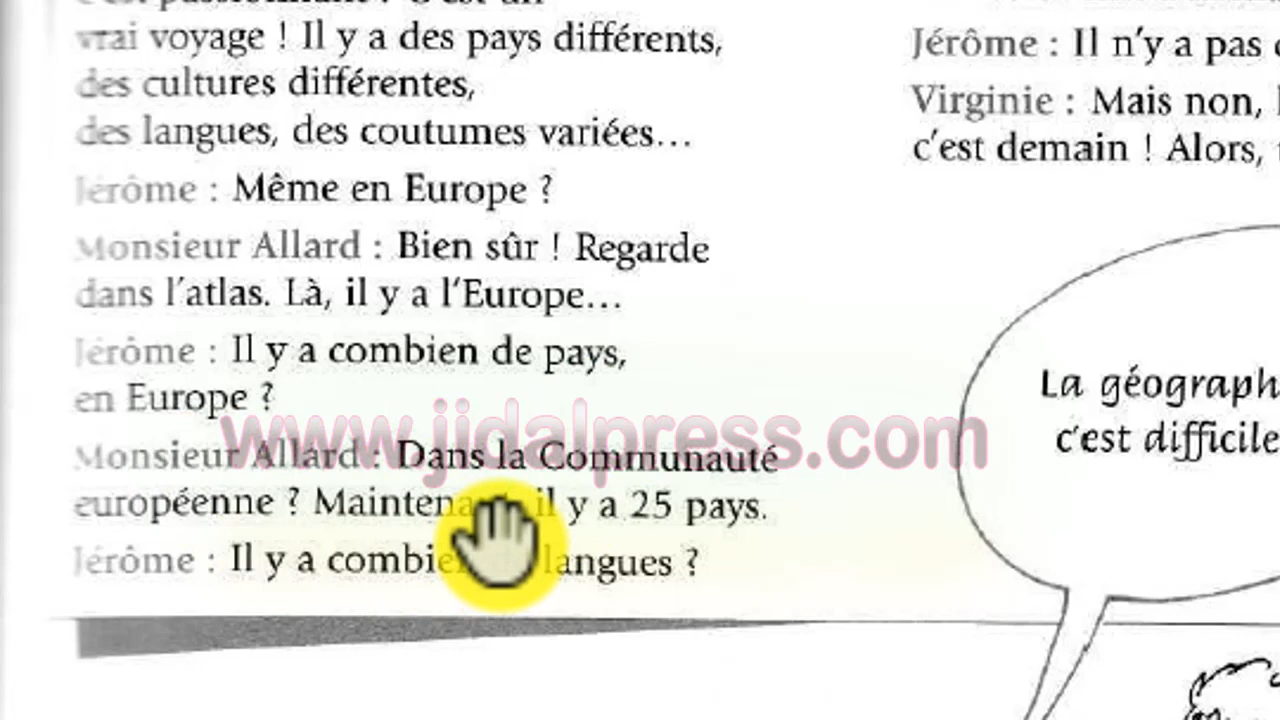 vrai voyage ! Il y a des pays différents,
des cultures différentes,
des langues, des coutumes variées...
Jérôme : Même en Europe ?
Monsieur Allard : Bien sûr ! Regarde
dans l'atlas. Là, il y a l'Europe...
Jérôme : Il y a combien de pays,
en Europe ?
Monsieur Allard : Dans la Communauté
européenne ? Maintenant, il y a 25 pays.
Jérôme : Il y a combien langues ?
Jérôme : Il n'y a pas
Virginie : Mais non,
c'est demain ! Alors,
La géograph
c'est difficile
www.jidalpress.com